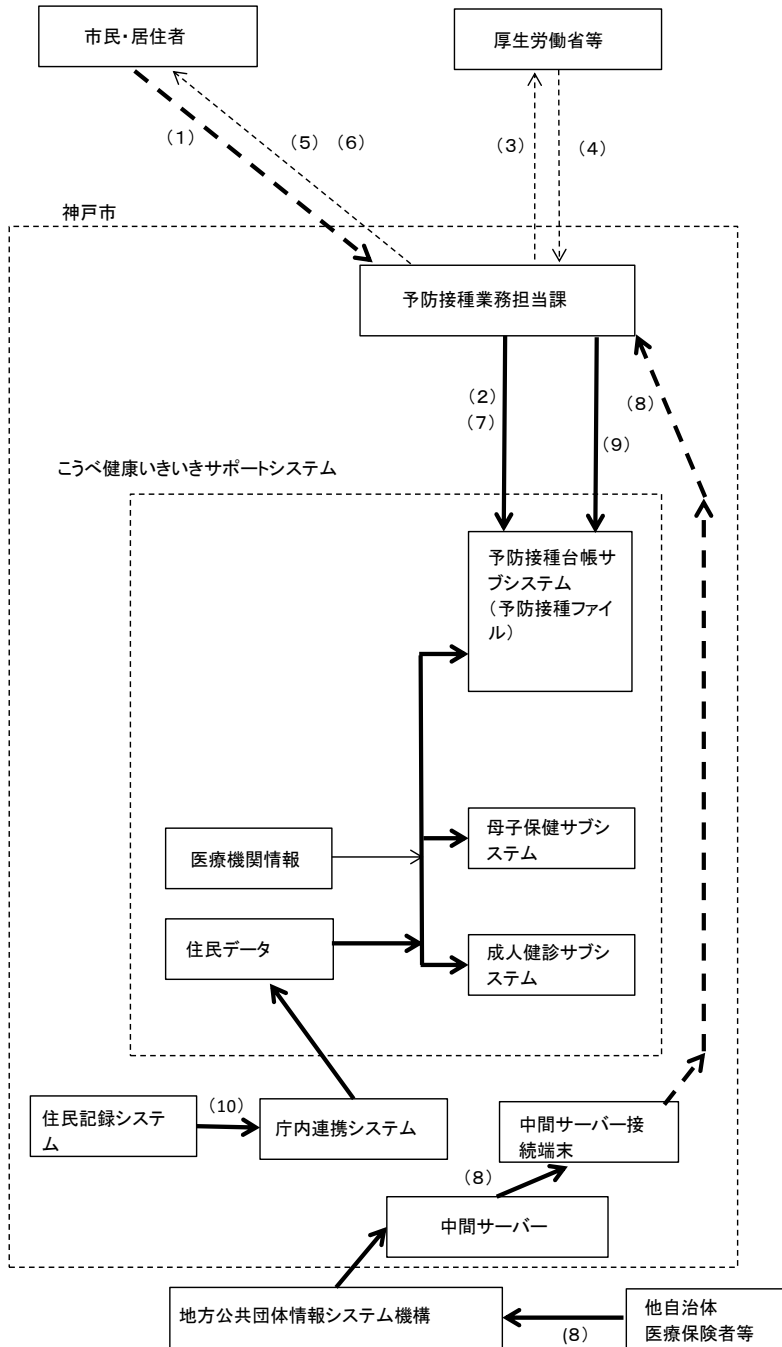 市民・居住者
厚生労働省等
（1）
（5）（6）
（3）
（4）
神戸市
予防接種業務担当課
（2）
（7）
（8）
（9）
こうべ健康いきいきサポートシステム
予防接種台帳サ
ブシステム
（予防接種ファイ
ル）
医療機関情報
母子保健サブシ
ステム
住民データ
成人健診サブシ
ステム
住民記録システ
ム
（10）
庁内連携システム
中間サーバー接
続端末
（8）
中間サーバー
地方公共団体情報システム機構
（8）
他自治体
医療保険者等